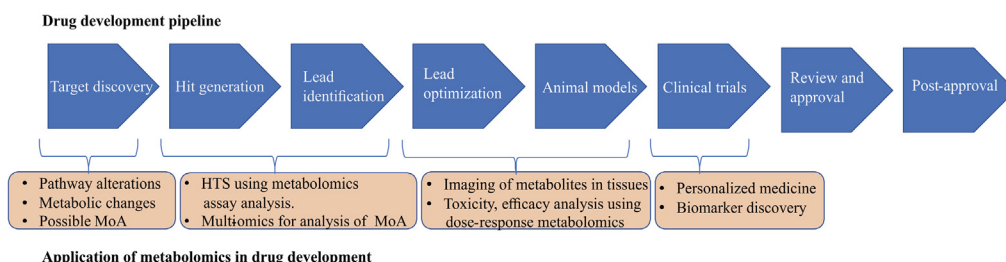 Drug development pipeline
Target discovery
Hit generation
Lead
identification
Lead
optimization
Animal models
Clinical trials
Review and
approval
Post-approval
• Pathway alterations
• Metabolic changes
• Possible MoA
• HTS using metabolomics
assay analysis.
• Multi-omics for analysis of MoA
• Imaging of metabolites in tissues
• Toxicity, efficacy analysis using
dose-response metabolomics
• Personalized medicine
• Biomarker discovery
Application of metabolomics in drug development